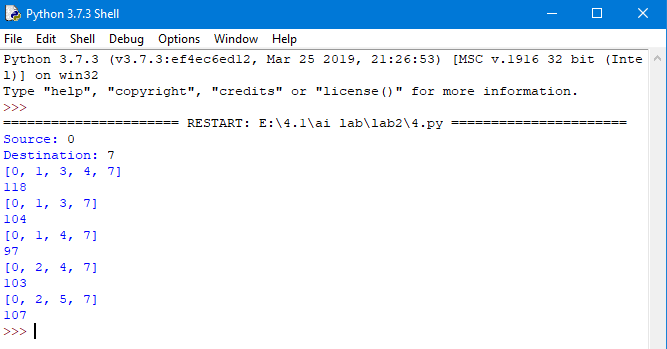 Python 3.7.3 Shell
File Edit Shell Debug Options Window Help
Python 3.7.3 (v3.7.3:ef4ec6ed12, Mar 25 2019, 21:26:53) [MSC v.1916 32 bit (Inte
l)] on win32
Type "help", "copyright", "credits" or "license()" for more information.
>>>
====================== RESTART: E:\4.1\ai lab\lab2\4.py ======================
Source: 0
Destination: 7
[0, 1, 3, 4, 7]
118
[0, 1, 3, 7]
104
[0, 1, 4, 7]
97
[0, 2, 4, 7]
103
[0, 2, 5, 7]
107
>>>